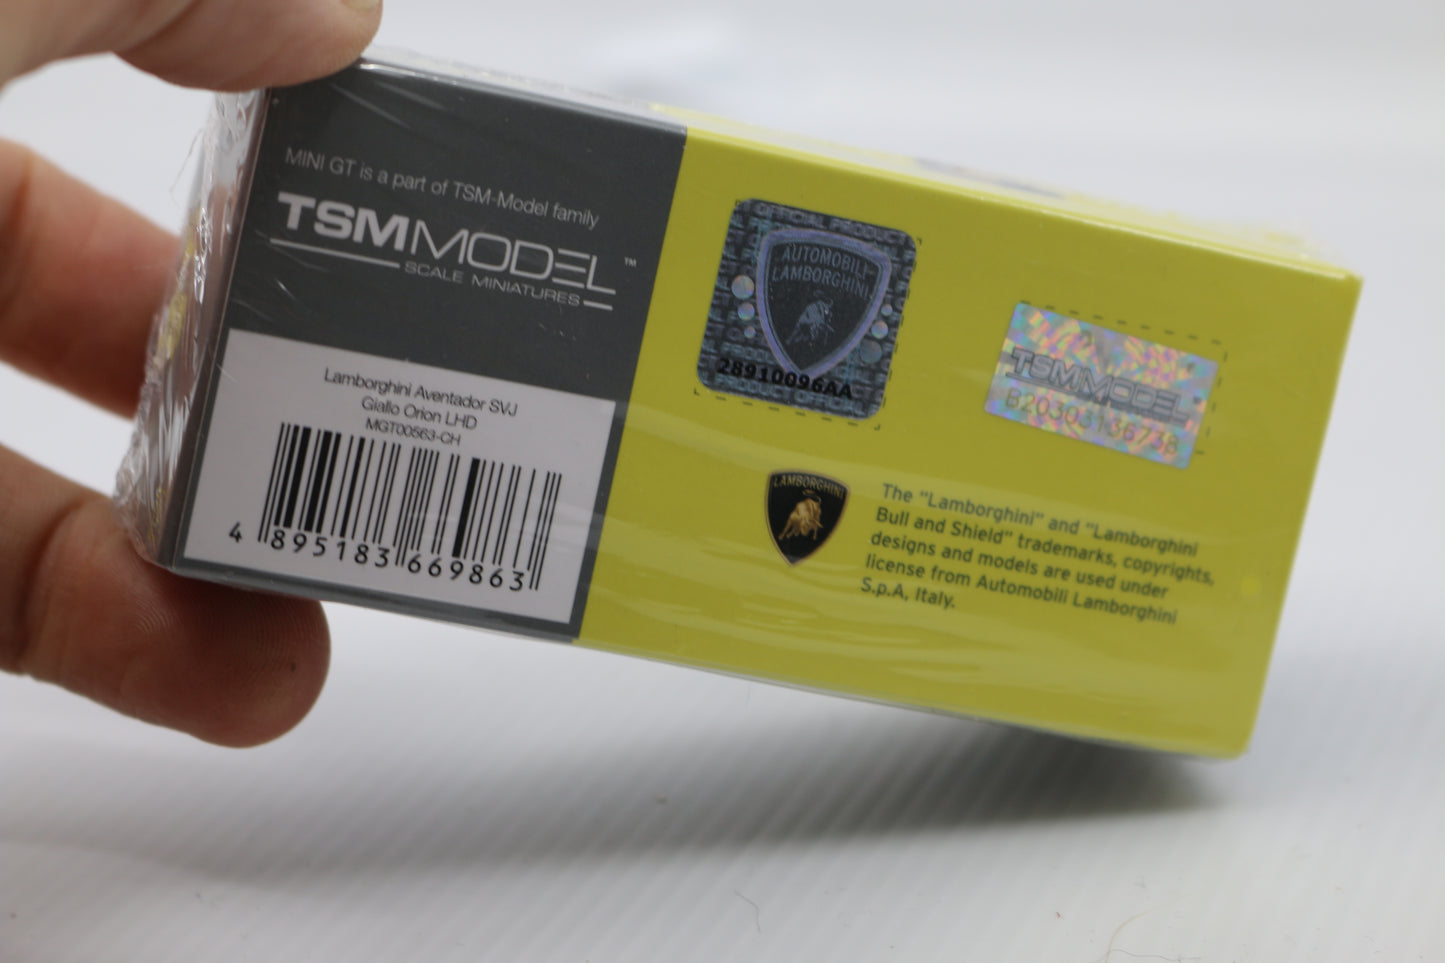 MINI GT is a part of TSM-Model family
TSMMODEL™
SCALE MINIATURES
Lamborghini Aventador SVJ
Giallo Orion LHD
MGT00563-CH
4 895183 669863
OFFICIAL PRODUCT
AUTOMOBILI
LAMBORGHINI
28910096AA
TSMMODEL
B20303136738
LAMBORGHINI
The "Lamborghini" and "Lamborghini
Bull and Shield" trademarks, copyrights,
designs and models are used under
license from Automobili Lamborghini
S.p.A, Italy.